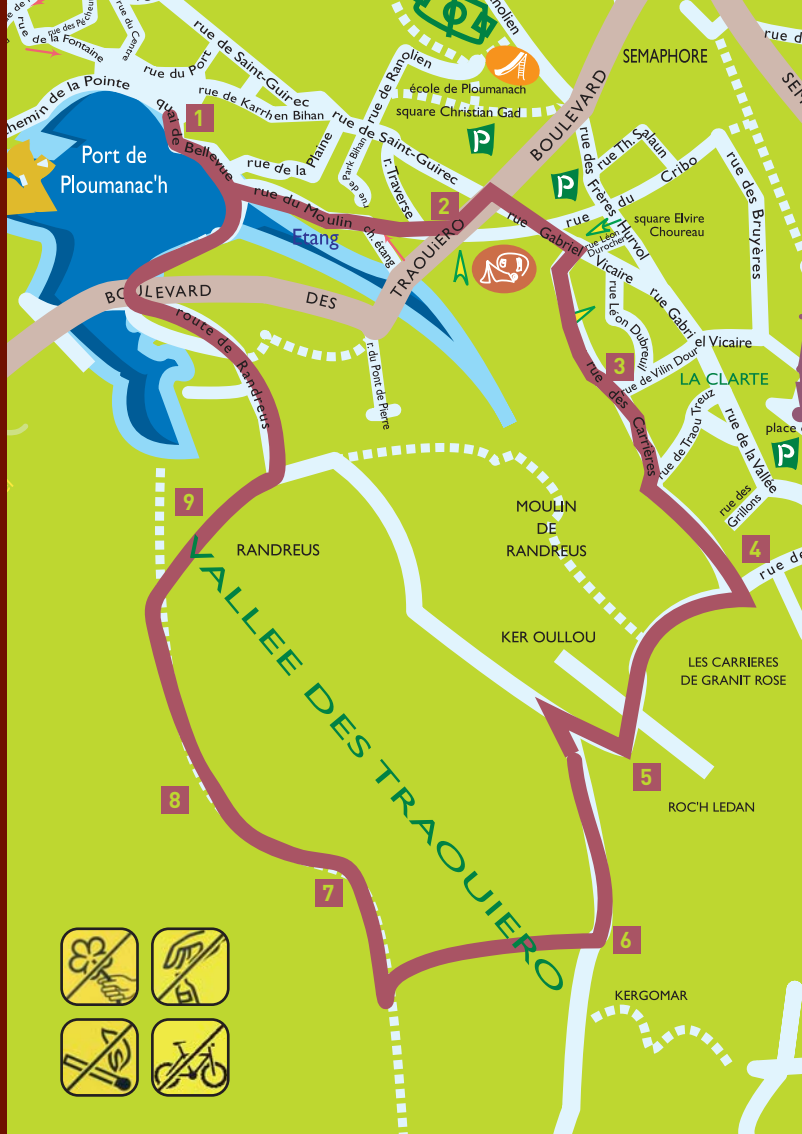 rue des Pêcheurs
rue de la Fontaine
rue du Centre
rue du Port
rue de Saint-Guirec
rue de Karrhen Bihan
chemin de la Pointe
quai de Bellevue
1
Port de
Ploumanac'h
rue de la Plaine
rue de Park Bihan
rue de Ranolien
école de Ploumanach
square Christian Gad
rue de Saint-Guirec
r. Traverse
rue du Moulin
Etang
ch. étang
2
BOULEVARD
DES
TRAOUiERO
BOULEVARD
SEMAPHORE
P
P
rue Th. Salaun
rue des Frères Hurvol
rue du Cribo
square Elvire
Choureau
rue des Bruyères
rue Léon
Durocher
rue Gabriel Vicaire
rue Gabriel Vicaire
rue Léon Dubreuil
3
rue de Vilin Dour
LA CLARTE
rue des Carrières
rue de Traou Treuz
rue de la Vallée
rue des
Grillons
place
P
4
rue de
route de Randreus
r. du Pont de Pierre
9
RANDREUS
MOULIN
DE
RANDREUS
KER OULLOU
LES CARRIERES
DE GRANIT ROSE
VALLEE DES TRAOUIERO
5
ROC'H LEDAN
8
7
6
KERGOMAR